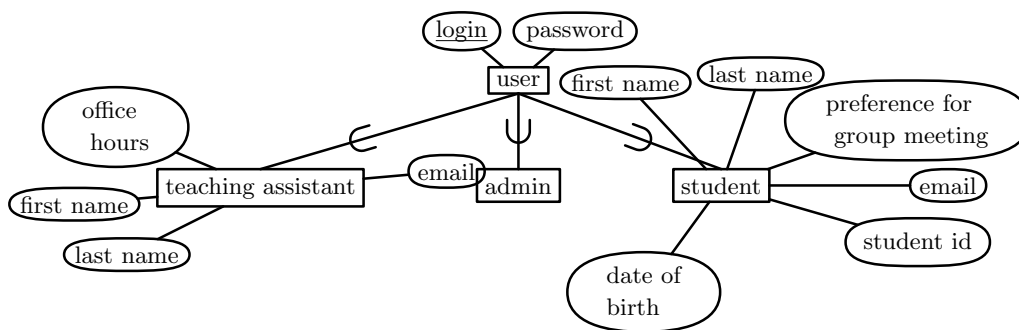 login
password
user
first name
last name
office
hours
preference for
group meeting
teaching assistant
email
admin
student
email
first name
last name
student id
date of
birth